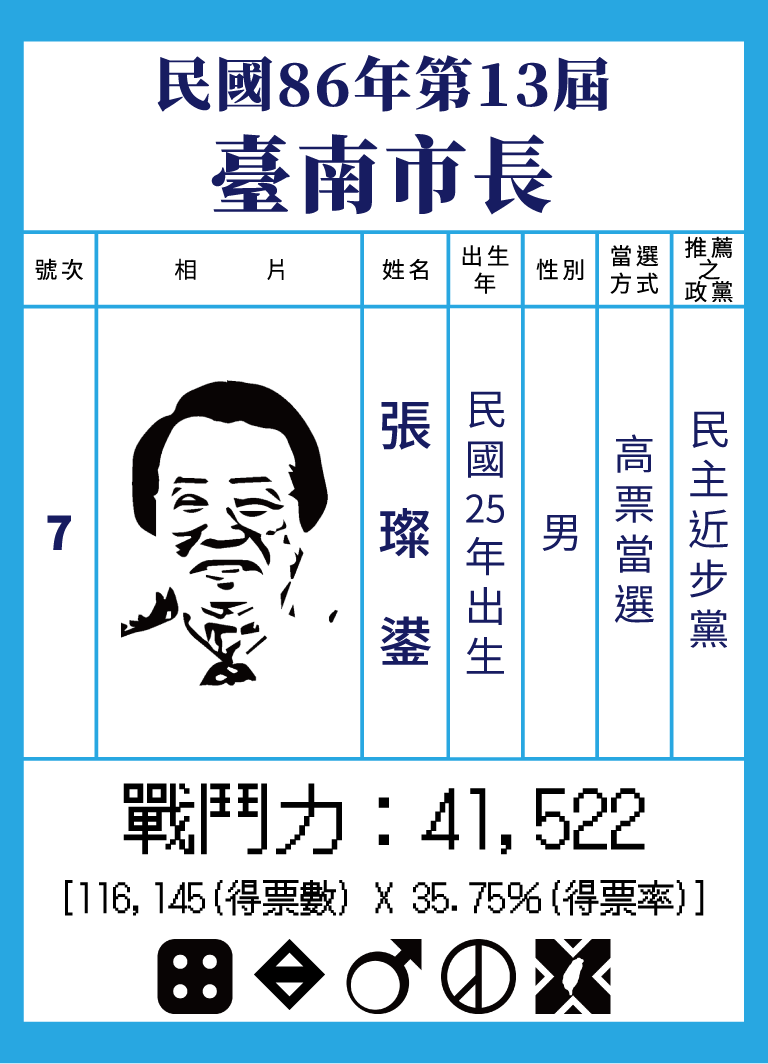 民國86年第13屆
臺南市長
號次
相片
姓名
出生
年
性別
當選
方式
推薦
之
政黨
7
張璨鍙
民國25年出生
男
高票當選
民主近步黨
戰鬥力：41,522
[116,145(得票數) X 35.75%(得票率)]